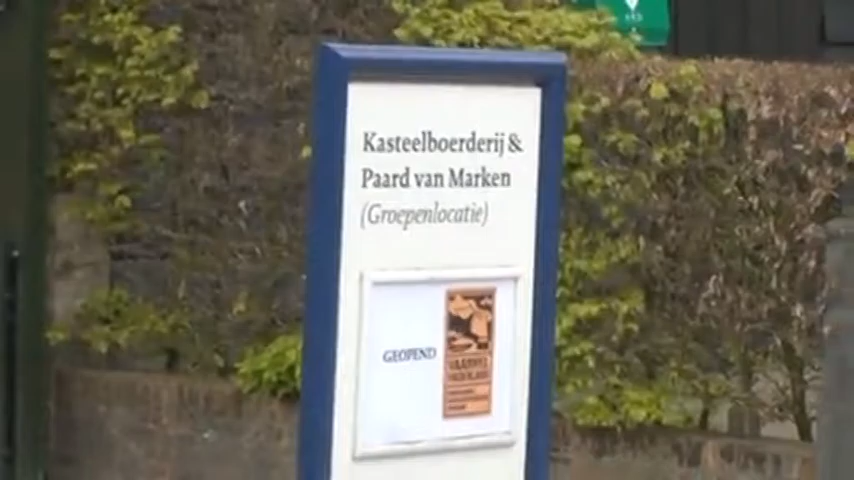 Kasteelboerderij &
Paard van Marken
(Groepenlocatie)
GEOPEND